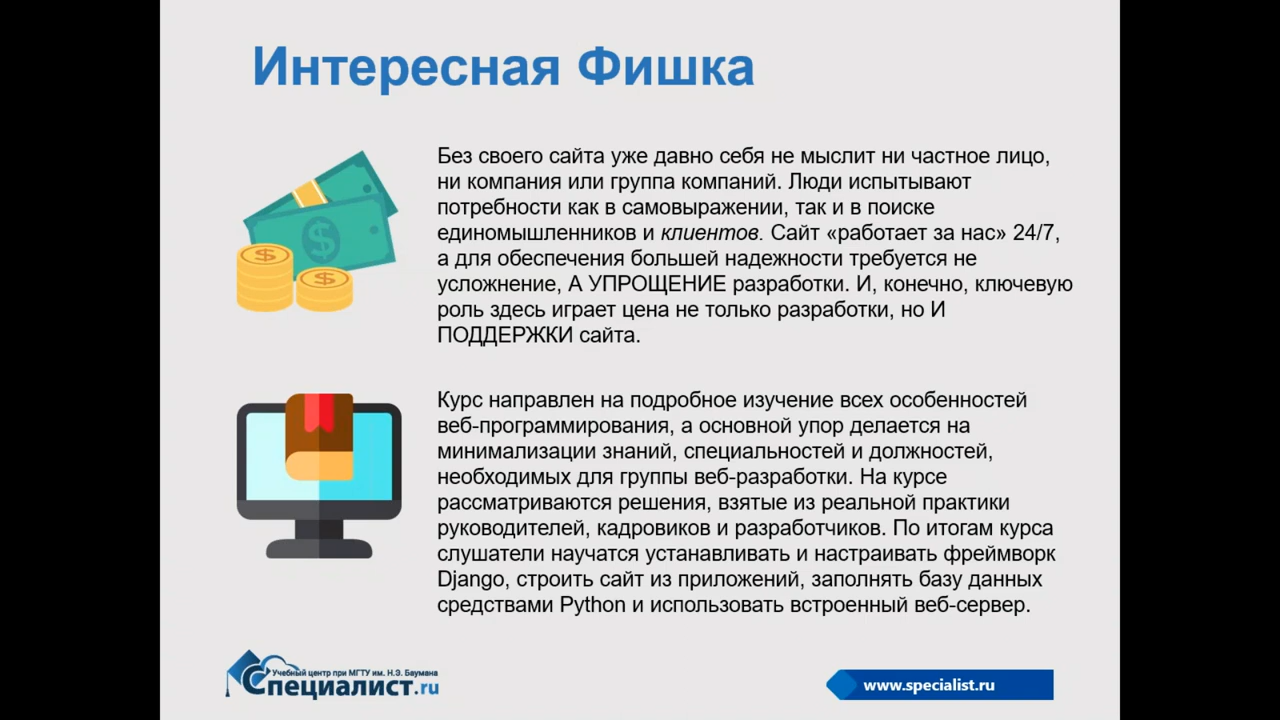 Интересная Фишка
Без своего сайта уже давно себя не мыслит ни частное лицо,
ни компания или группа компаний. Люди испытывают
потребности как в самовыражении, так и в поиске
единомышленников и клиентов. Сайт «работает за нас» 24/7,
а для обеспечения большей надежности требуется не
усложнение, А УПРОЩЕНИЕ разработки. И, конечно, ключевую
роль здесь играет цена не только разработки, но И
ПОДДЕРЖКИ сайта.
Курс направлен на подробное изучение всех особенностей
веб-программирования, а основной упор делается на
минимализации знаний, специальностей и должностей,
необходимых для группы веб-разработки. На курсе
рассматриваются решения, взятые из реальной практики
руководителей, кадровиков и разработчиков. По итогам курса
слушатели научатся устанавливать и настраивать фреймворк
Django, строить сайт из приложений, заполнять базу данных
средствами Python и использовать встроенный веб-сервер.
Учебный центр при МГТУ им. Н.Э. Баумана
Специалист.ru
www.specialist.ru